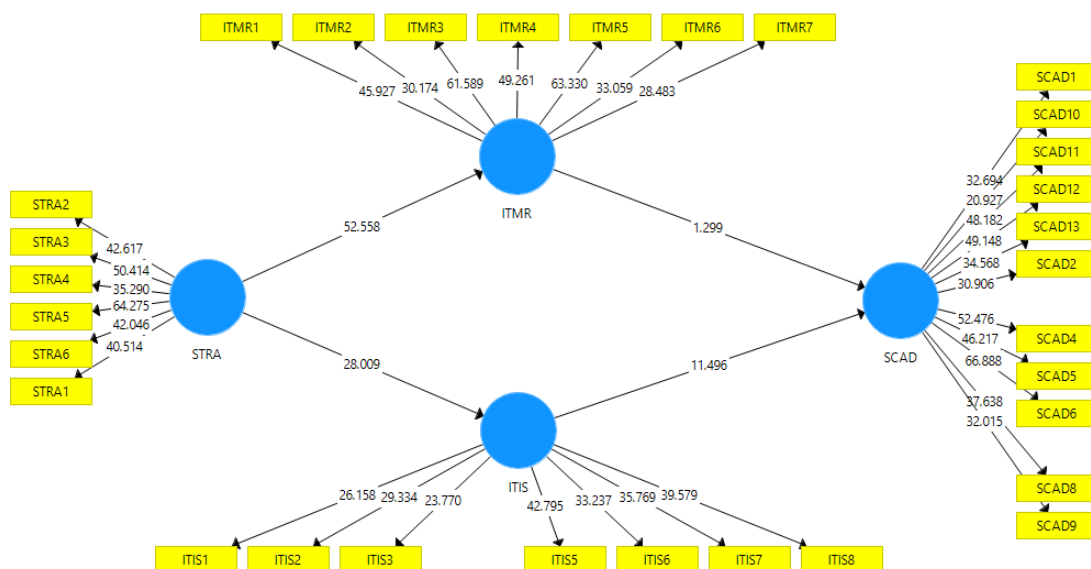 ITMR1 ITMR2 ITMR3 ITMR4 ITMR5 ITMR6 ITMR7
45.927 30.174 61.589 49.261 63.330 33.059 28.483
ITMR
STRA2
STRA3
STRA4
STRA5
STRA6
STRA1
42.617
50.414
35.290
64.275
42.046
40.514
STRA
52.558
28.009
1.299
11.496
SCAD
32.694
20.927
48.182
49.148
34.568
30.906
52.476
46.217
66.888
37.638
32.015
SCAD1
SCAD10
SCAD11
SCAD12
SCAD13
SCAD2
SCAD4
SCAD5
SCAD6
SCAD8
SCAD9
ITIS
26.158 29.334 23.770 42.795 33.237 35.769 39.579
ITIS1 ITIS2 ITIS3 ITIS5 ITIS6 ITIS7 ITIS8